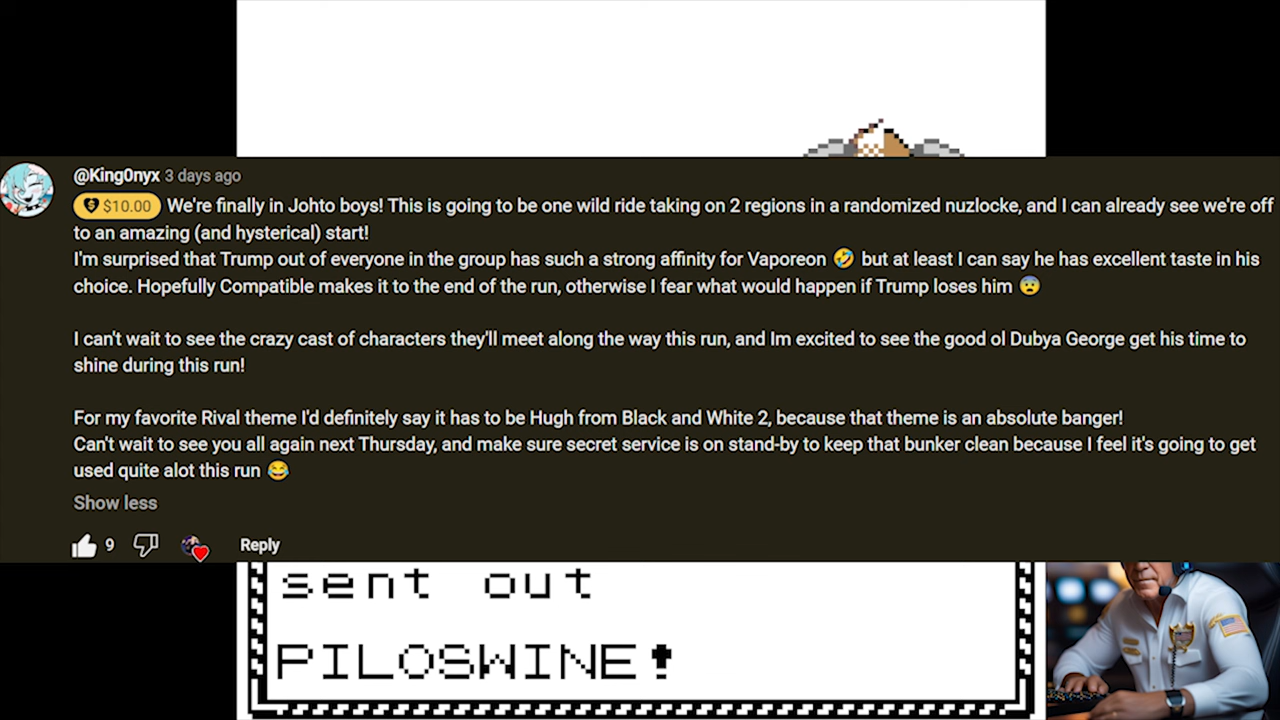 @King0nyx 3 days ago
$10.00 We're finally in Johto boys! This is going to be one wild ride taking on 2 regions in a randomized nuzlocke, and I can already see we're off
to an amazing (and hysterical) start!
I'm surprised that Trump out of everyone in the group has such a strong affinity for Vaporeon 🤣 but at least I can say he has excellent taste in his
choice. Hopefully Compatible makes it to the end of the run, otherwise I fear what would happen if Trump loses him 😨
I can't wait to see the crazy cast of characters they'll meet along the way this run, and Im excited to see the good ol Dubya George get his time to
shine during this run!
For my favorite Rival theme I'd definitely say it has to be Hugh from Black and White 2, because that theme is an absolute banger!
Can't wait to see you all again next Thursday, and make sure secret service is on stand-by to keep that bunker clean because I feel it's going to get
used quite alot this run 😂
Show less
9 Reply
sent out
PILOSWINE!